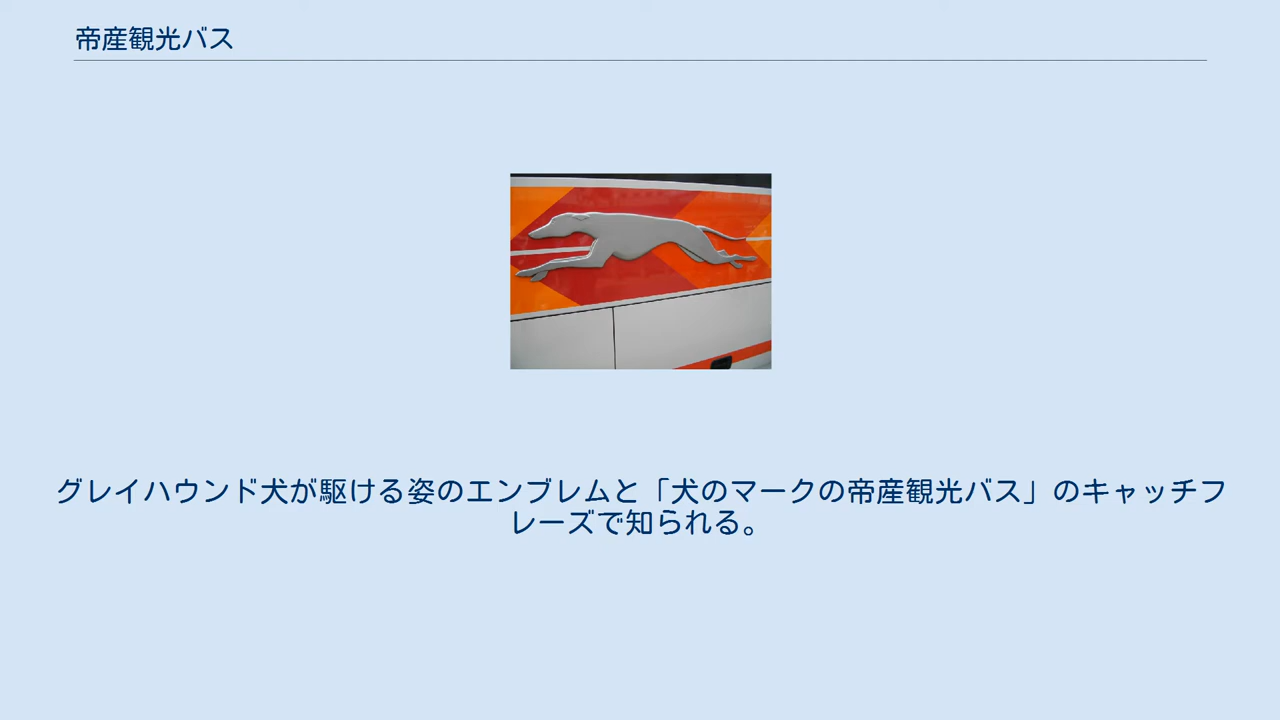 帝産観光バス
グレイハウンド犬が駆ける姿のエンブレムと「犬のマークの帝産観光バス」のキャッチフ
レーズで知られる。